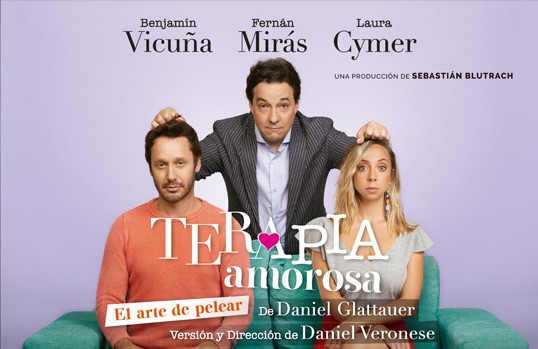 Benjamín Fernán Laura
Vicuña Mirás Cymer
UNA PRODUCCIÓN DE SEBASTIÁN BLUTRACH
TERAPIA
amorosa
El arte de pelear De Daniel Glattauer
Versión y Dirección de Daniel Veronese